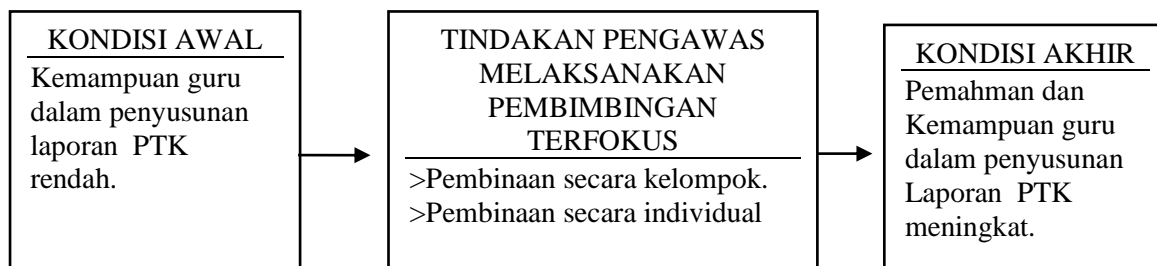 KONDISI AWAL
Kemampuan guru
dalam penyusunan
laporan PTK
rendah.
TINDAKAN PENGAWAS
MELAKSANAKAN
PEMBIMBINGAN
TERFOKUS
>Pembinaan secara kelompok.
>Pembinaan secara individual
KONDISI AKHIR
Pemahman dan
Kemampuan guru
dalam penyusunan
Laporan PTK
meningkat.